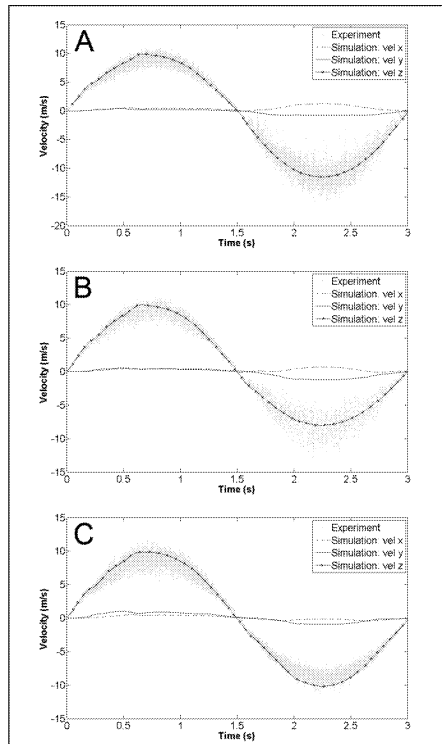 A
Experiment
Simulation: vel x
Simulation: vel y
Simulation: vel z
Velocity (m/s)
15
10
5
0
-5
-10
-15
-20
0 0.5 1 1.5 2 2.5 3
Time (s)
B
Experiment
Simulation: vel x
Simulation: vel y
Simulation: vel z
Velocity (m/s)
15
10
5
0
-5
-10
-15
0 0.5 1 1.5 2 2.5 3
Time (s)
C
Experiment
Simulation: vel x
Simulation: vel y
Simulation: vel z
Velocity (m/s)
15
10
5
0
-5
-10
-15
0 0.5 1 1.5 2 2.5 3
Time (s)